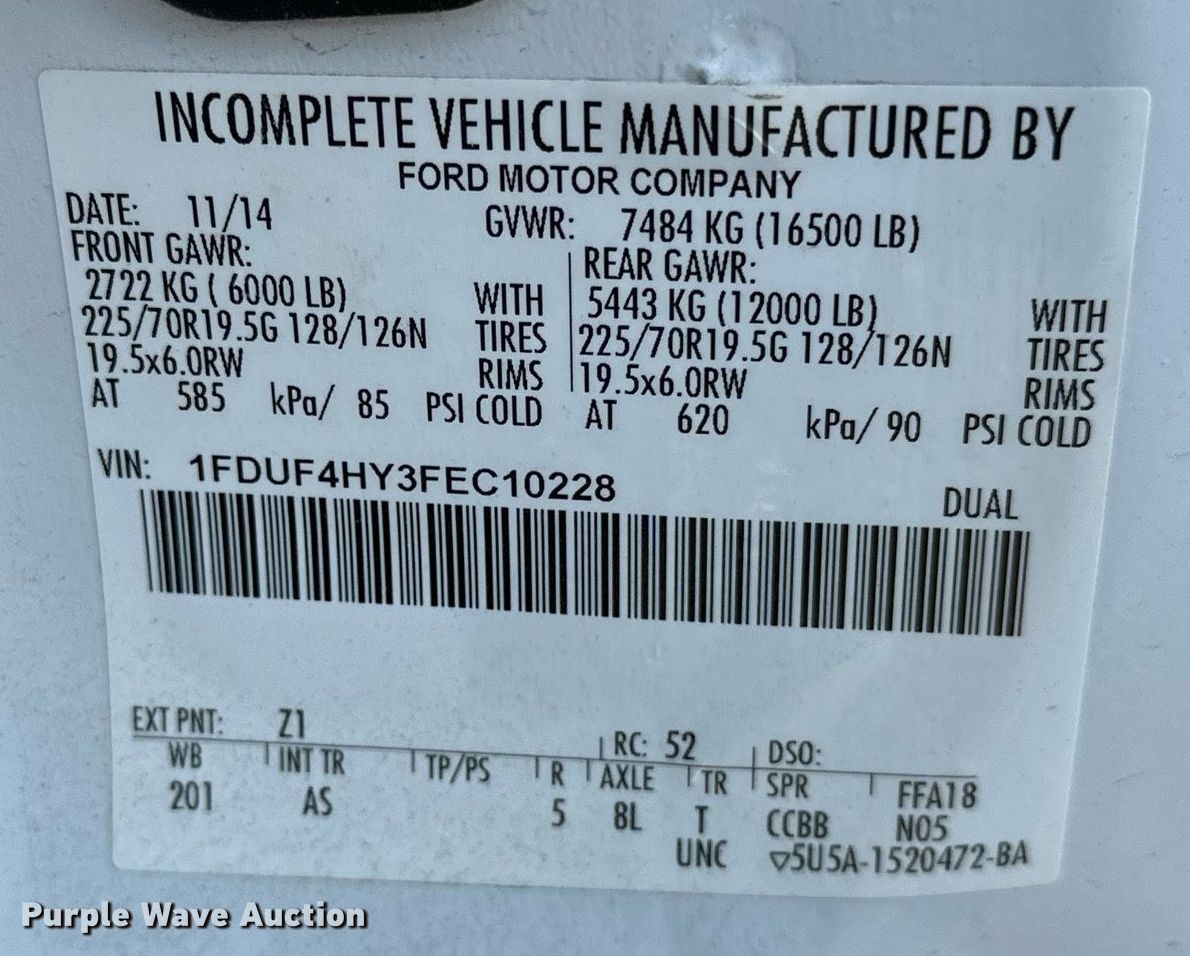 INCOMPLETE VEHICLE MANUFACTURED BY
FORD MOTOR COMPANY
DATE: 11/14 GVWR: 7484 KG (16500 LB)
FRONT GAWR: REAR GAWR:
2722 KG ( 6000 LB) WITH 5443 KG (12000 LB) WITH
225/70R19.5G 128/126N TIRES 225/70R19.5G 128/126N TIRES
19.5x6.0RW RIMS 19.5x6.0RW RIMS
AT 585 kPa/ 85 PSI COLD AT 620 kPa/ 90 PSI COLD
VIN: 1FDUF4HY3FEC10228
DUAL
EXT PNT: Z1 RC: 52 DSO:
WB INT TR TP/PS R AXLE TR SPR FFA18
201 AS 5 8L T CCBB N05
UNC ▽5U5A-1520472-BA
Purple Wave Auction